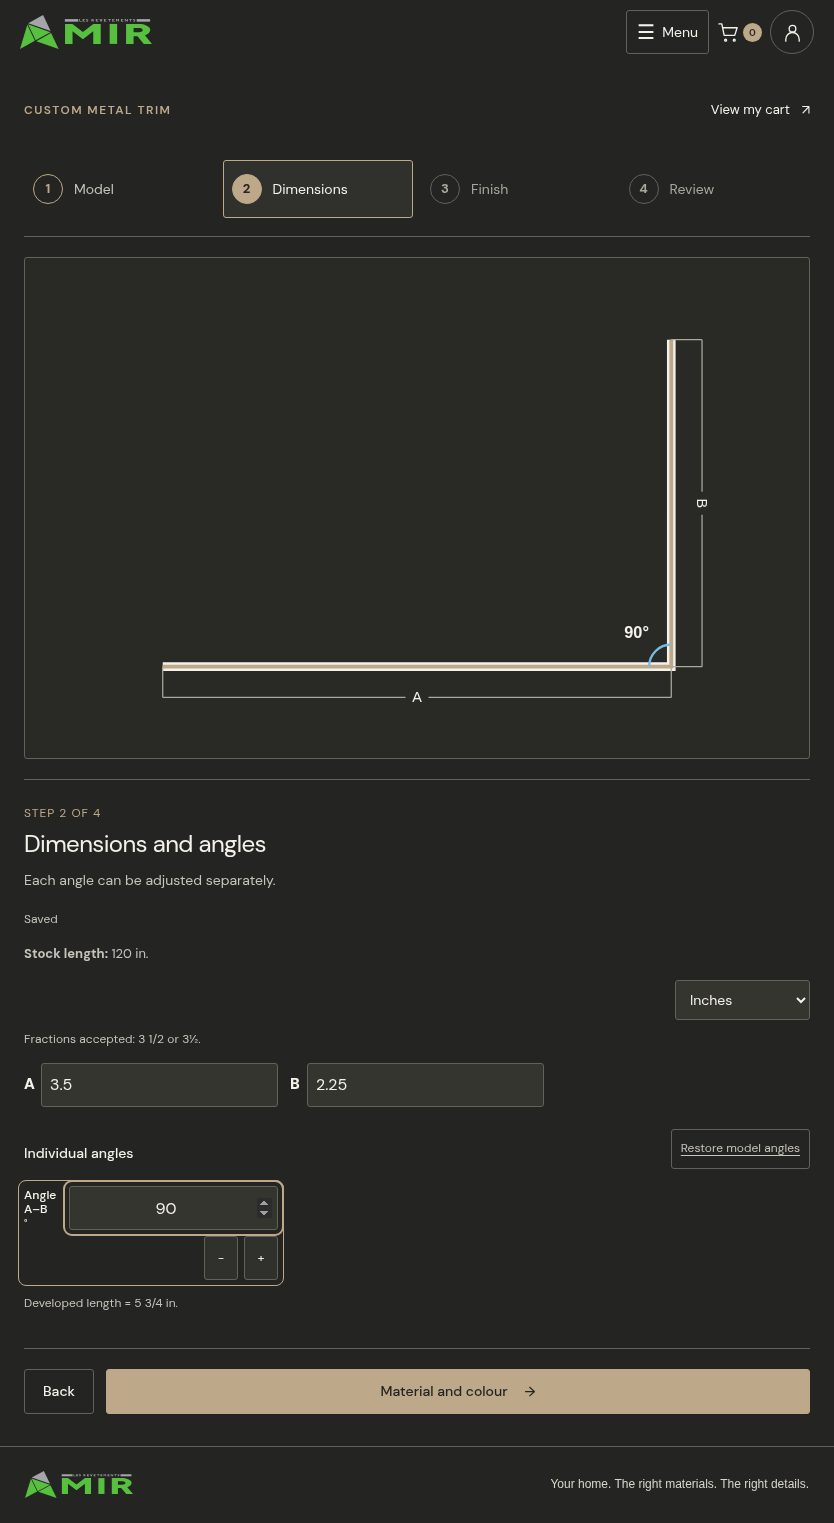 LES REVÊTEMENTS
MIR
☰ Menu
0
CUSTOM METAL TRIM
View my cart
1 Model
2 Dimensions
3 Finish
4 Review
B
90°
A
STEP 2 OF 4
Dimensions and angles
Each angle can be adjusted separately.
Saved
Stock length: 120 in.
Inches
Fractions accepted: 3 1/2 or 3½.
A 3.5
B 2.25
Individual angles
Restore model angles
Angle
A–B
°
90
−
+
Developed length = 5 3/4 in.
Back
Material and colour →
LES REVÊTEMENTS
MIR
Your home. The right materials. The right details.